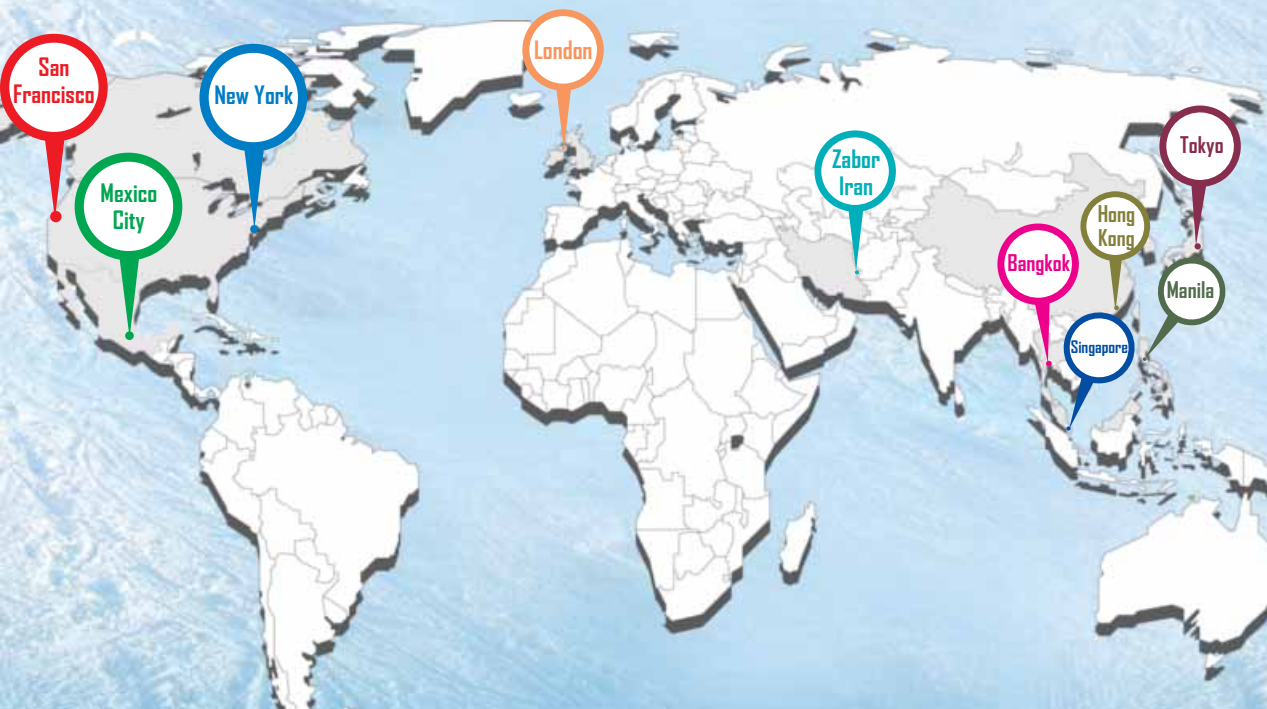 San
Francisco
New York
London
Mexico
City
Zabor
Iran
Tokyo
Hong
Kong
Bangkok
Manila
Singapore